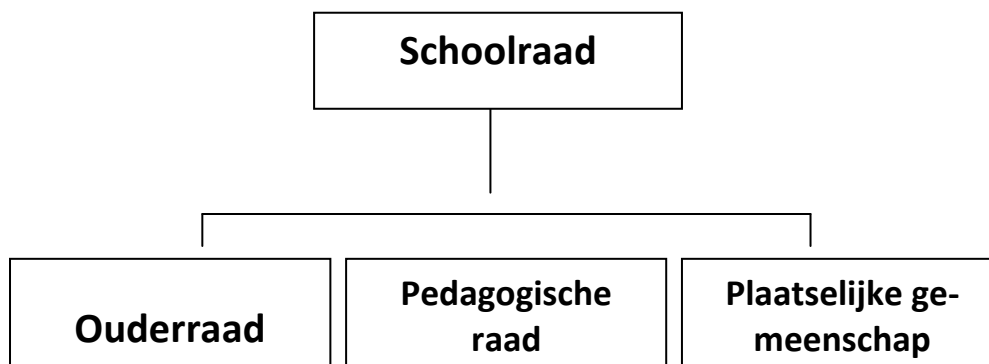 Schoolraad
Ouderraad
Pedagogische
raad
Plaatselijke ge-
meenschap